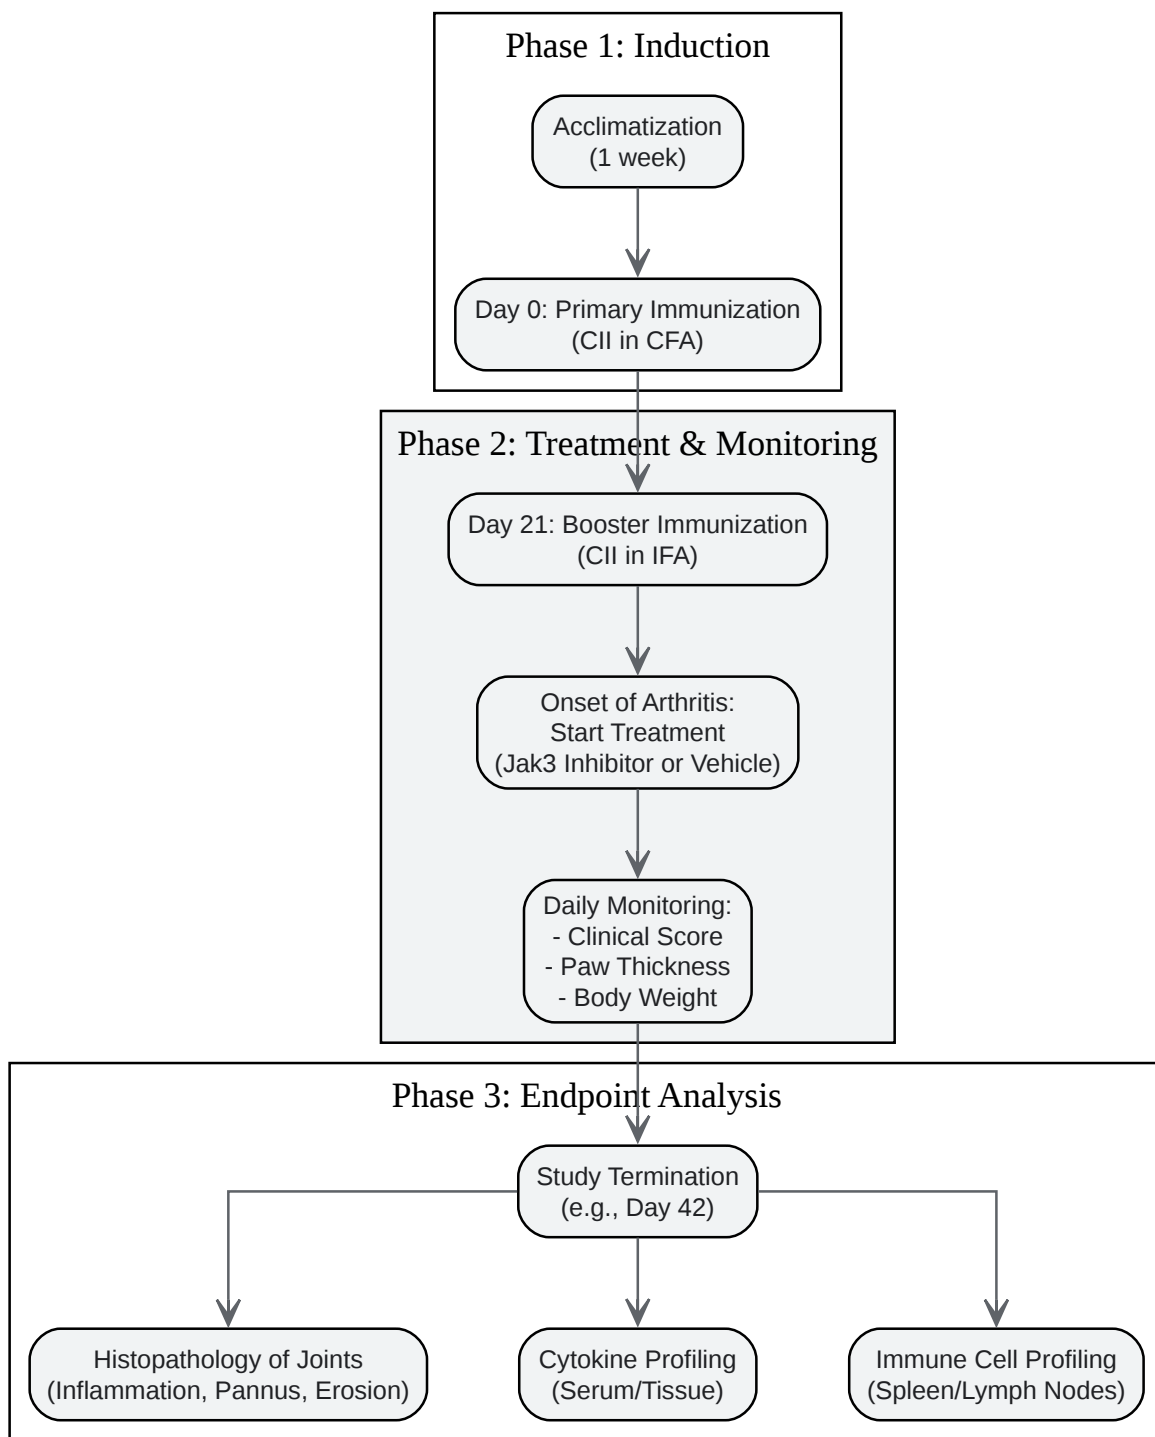 Phase 1: Induction
Acclimatization
(1 week)
Day 0: Primary Immunization
(CII in CFA)
Phase 2: Treatment & Monitoring
Day 21: Booster Immunization
(CII in IFA)
Onset of Arthritis:
Start Treatment
(Jak3 Inhibitor or Vehicle)
Daily Monitoring:
- Clinical Score
- Paw Thickness
- Body Weight
Phase 3: Endpoint Analysis
Study Termination
(e.g., Day 42)
Histopathology of Joints
(Inflammation, Pannus, Erosion)
Cytokine Profiling
(Serum/Tissue)
Immune Cell Profiling
(Spleen/Lymph Nodes)